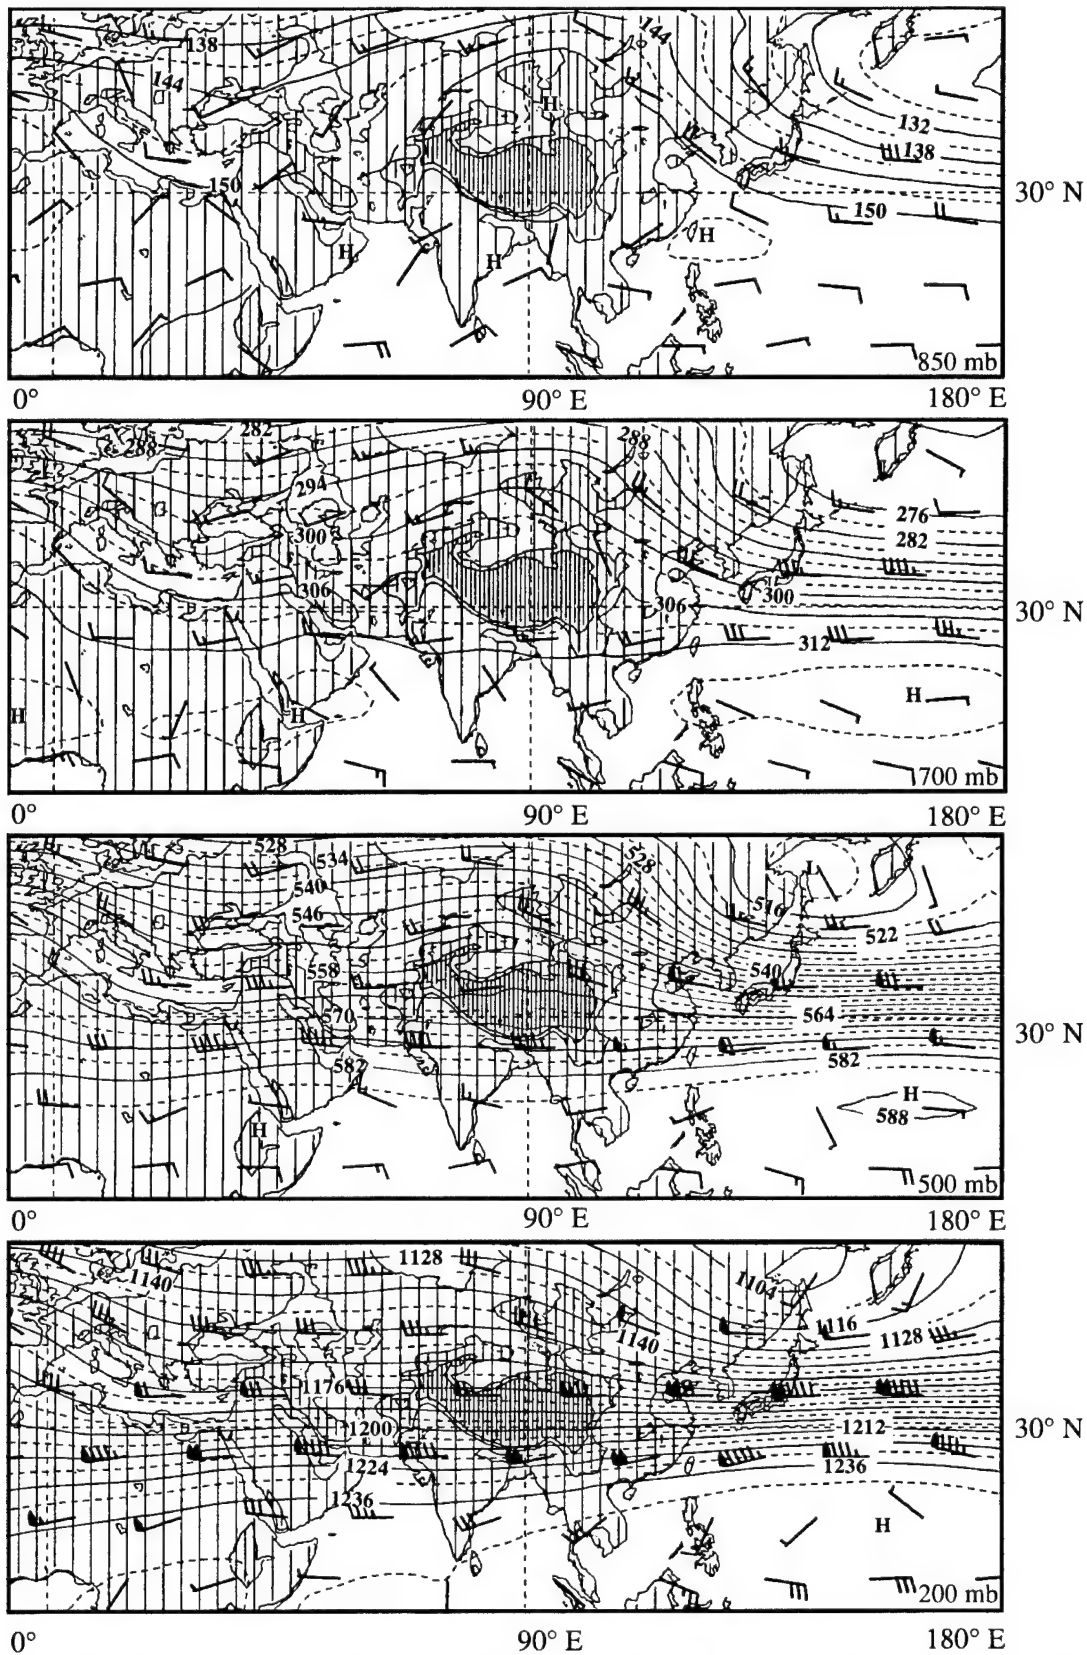 138
144
144
H
132
138
150
30° N
150
H
H
H
850 mb
0° 90° E 180° E
282
288
288
294
276
300
282
306
300
306
30° N
312
H
H
H
700 mb
0° 90° E 180° E
528
534
528
L
540
546
516
522
558
540
570
564
30° N
582
582
H
588
H
500 mb
0° 90° E 180° E
1128
1140
1104
1116
1140
1128
1176
1200
1212
30° N
1224
1236
1236
H
200 mb
0° 90° E 180° E